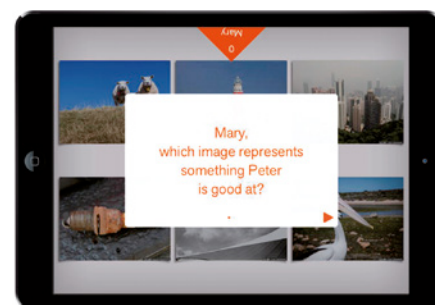 Mary
0
Mary,
which image represents
something Peter
is good at?